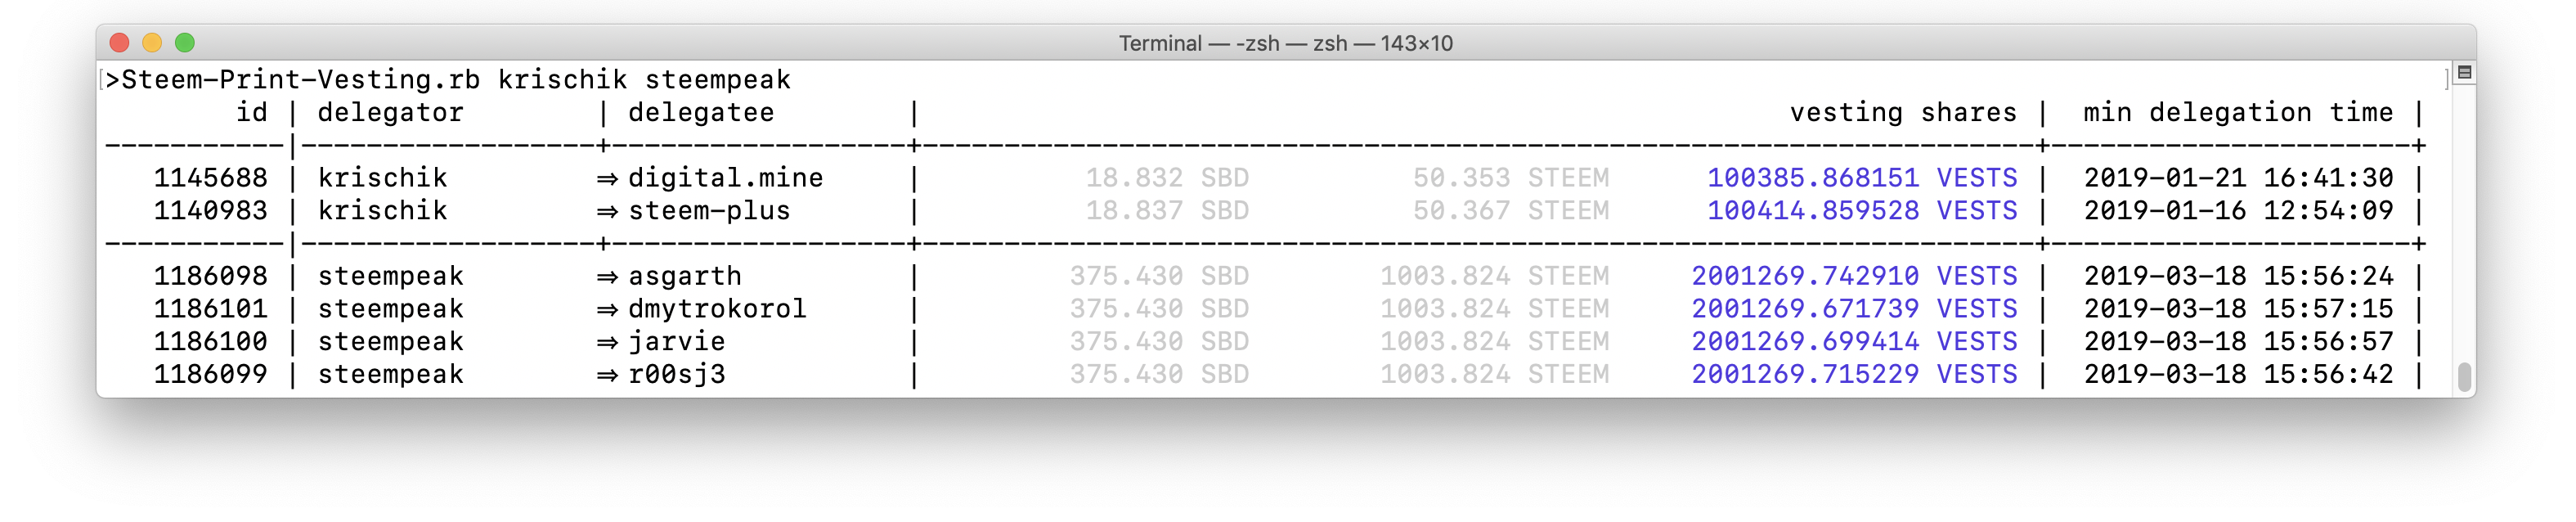 Terminal — -zsh — zsh — 143×10
[>Steem-Print-Vesting.rb krischik steempeak ]
id | delegator | delegatee | vesting shares | min delegation time |
-----------|------------------+------------------+--------------------------------------------------------------------+----------------------+
1145688 | krischik ⇒ digital.mine | 18.832 SBD 50.353 STEEM 100385.868151 VESTS | 2019-01-21 16:41:30 |
1140983 | krischik ⇒ steem-plus | 18.837 SBD 50.367 STEEM 100414.859528 VESTS | 2019-01-16 12:54:09 |
-----------|------------------+------------------+--------------------------------------------------------------------+----------------------+
1186098 | steempeak ⇒ asgarth | 375.430 SBD 1003.824 STEEM 2001269.742910 VESTS | 2019-03-18 15:56:24 |
1186101 | steempeak ⇒ dmytrokorol | 375.430 SBD 1003.824 STEEM 2001269.671739 VESTS | 2019-03-18 15:57:15 |
1186100 | steempeak ⇒ jarvie | 375.430 SBD 1003.824 STEEM 2001269.699414 VESTS | 2019-03-18 15:56:57 |
1186099 | steempeak ⇒ r00sj3 | 375.430 SBD 1003.824 STEEM 2001269.715229 VESTS | 2019-03-18 15:56:42 |